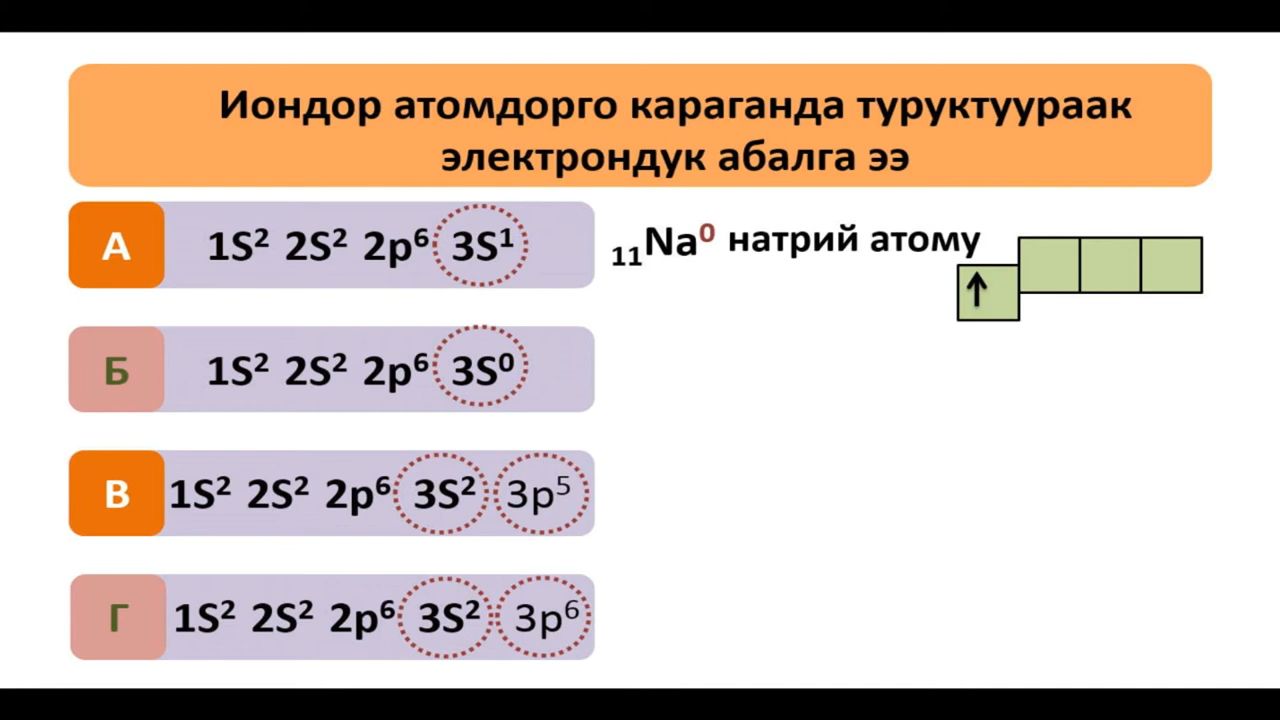 Иондор атомдорго караганда туруктуураак
электрондук абалга ээ
А 1S² 2S² 2p⁶ 3S¹ ₁₁Na⁰ натрий атому
Б 1S² 2S² 2p⁶ 3S⁰
В 1S² 2S² 2p⁶ 3S² 3p⁵
Г 1S² 2S² 2p⁶ 3S² 3p⁶